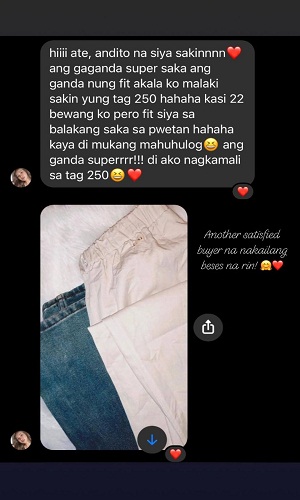 hiiii ate, andito na siya sakinnnn❤️
ang gaganda super saka ang
ganda nung fit akala ko malaki
sakin yung tag 250 hahaha kasi 22
bewang ko pero fit siya sa
balakang saka sa pwetan hahaha
kaya di mukang mahuhulog😆 ang
ganda superrrr!!! di ako nagkamali
sa tag 250😆❤️
Another satisfied
buyer na nakailang
beses na rin! 🤗❤️